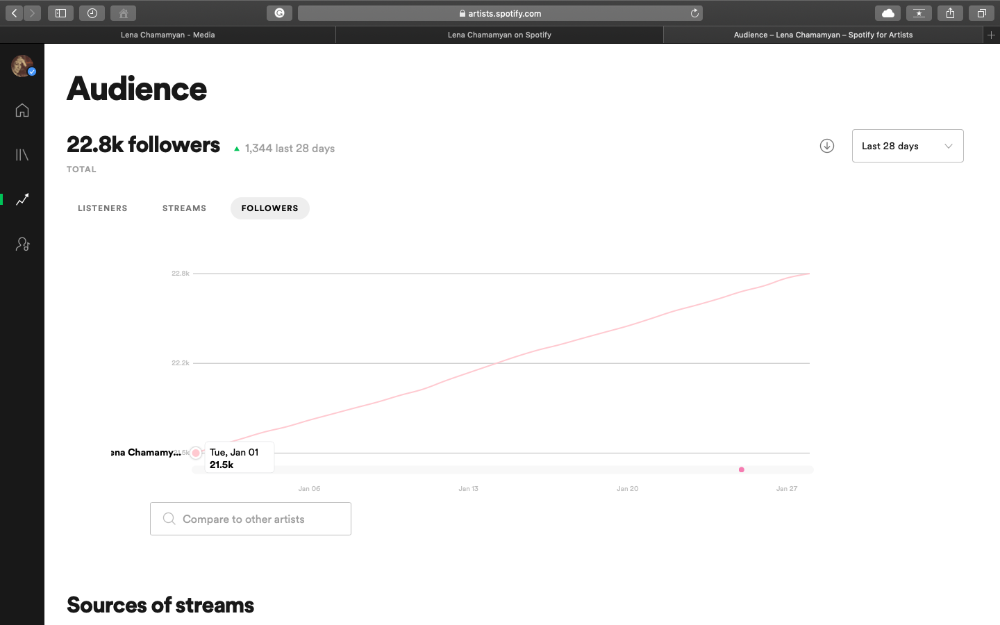 artists.spotify.com
Lena Chamamyan - Media
Lena Chamamyan on Spotify
Audience – Lena Chamamyan – Spotify for Artists
Audience
22.8k followers
1,344 last 28 days
Last 28 days
TOTAL
LISTENERS
STREAMS
FOLLOWERS
22.8k
22.2k
ena Chamamy...
21.5k
Tue, Jan 01
21.5k
Jan 06
Jan 13
Jan 20
Jan 27
Compare to other artists
Sources of streams